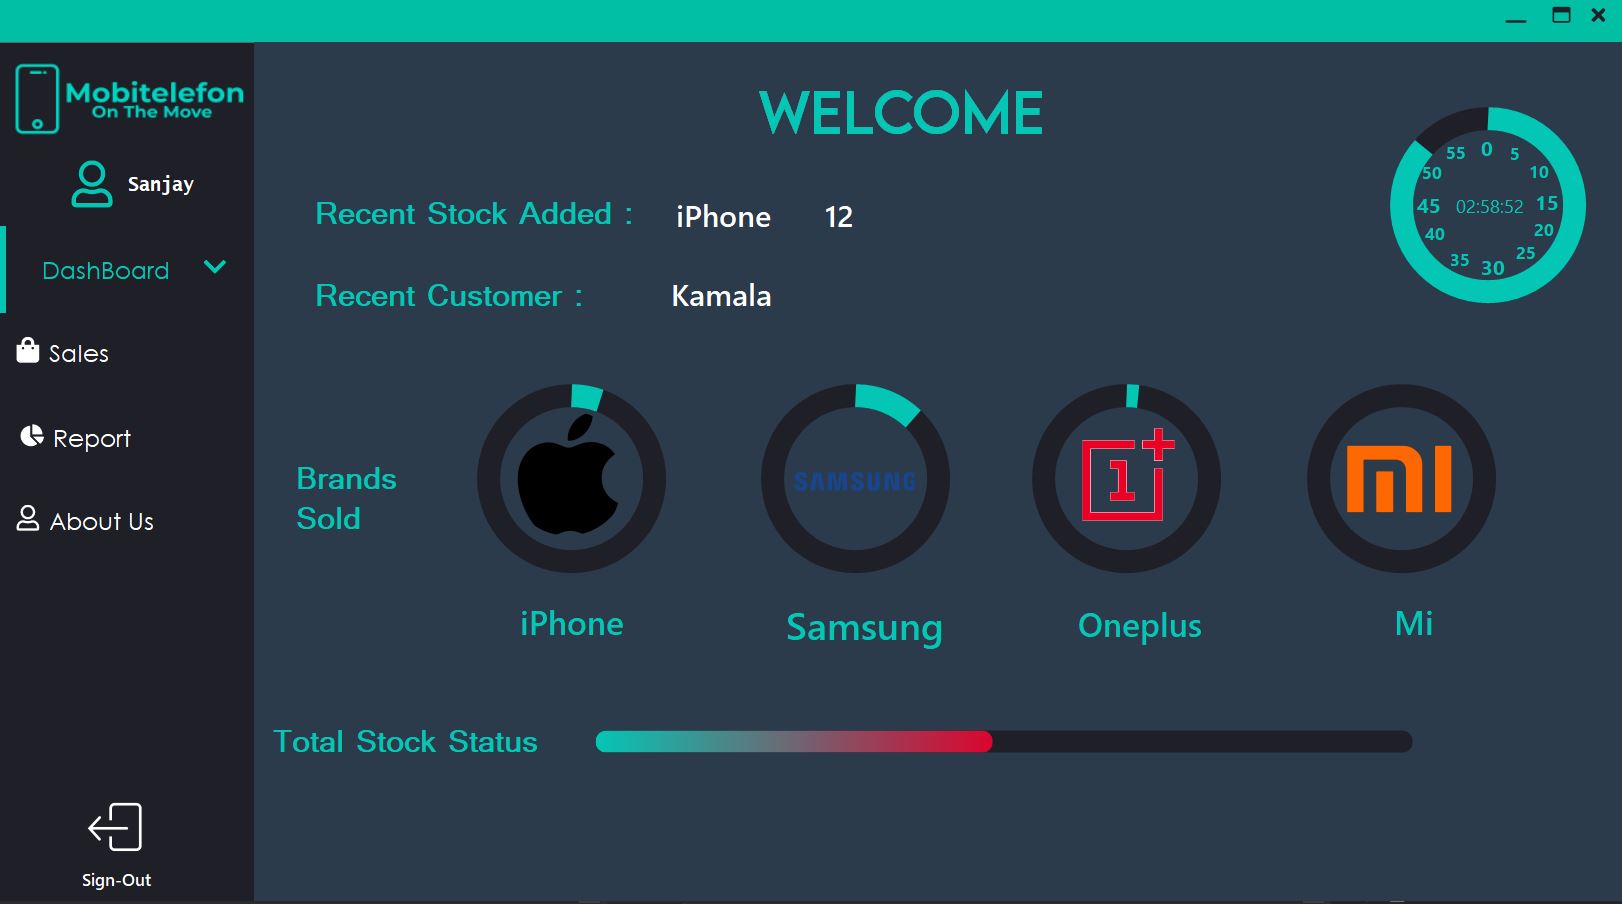 Mobitelefon
On The Move
Sanjay
DashBoard
Sales
Report
About Us
Sign-Out
WELCOME
Recent Stock Added : iPhone 12
Recent Customer : Kamala
0
5
10
15
20
25
30
35
40
45
50
55
02:58:52
Brands
Sold
SAMSUNG
1
iPhone
Samsung
Oneplus
Mi
Total Stock Status